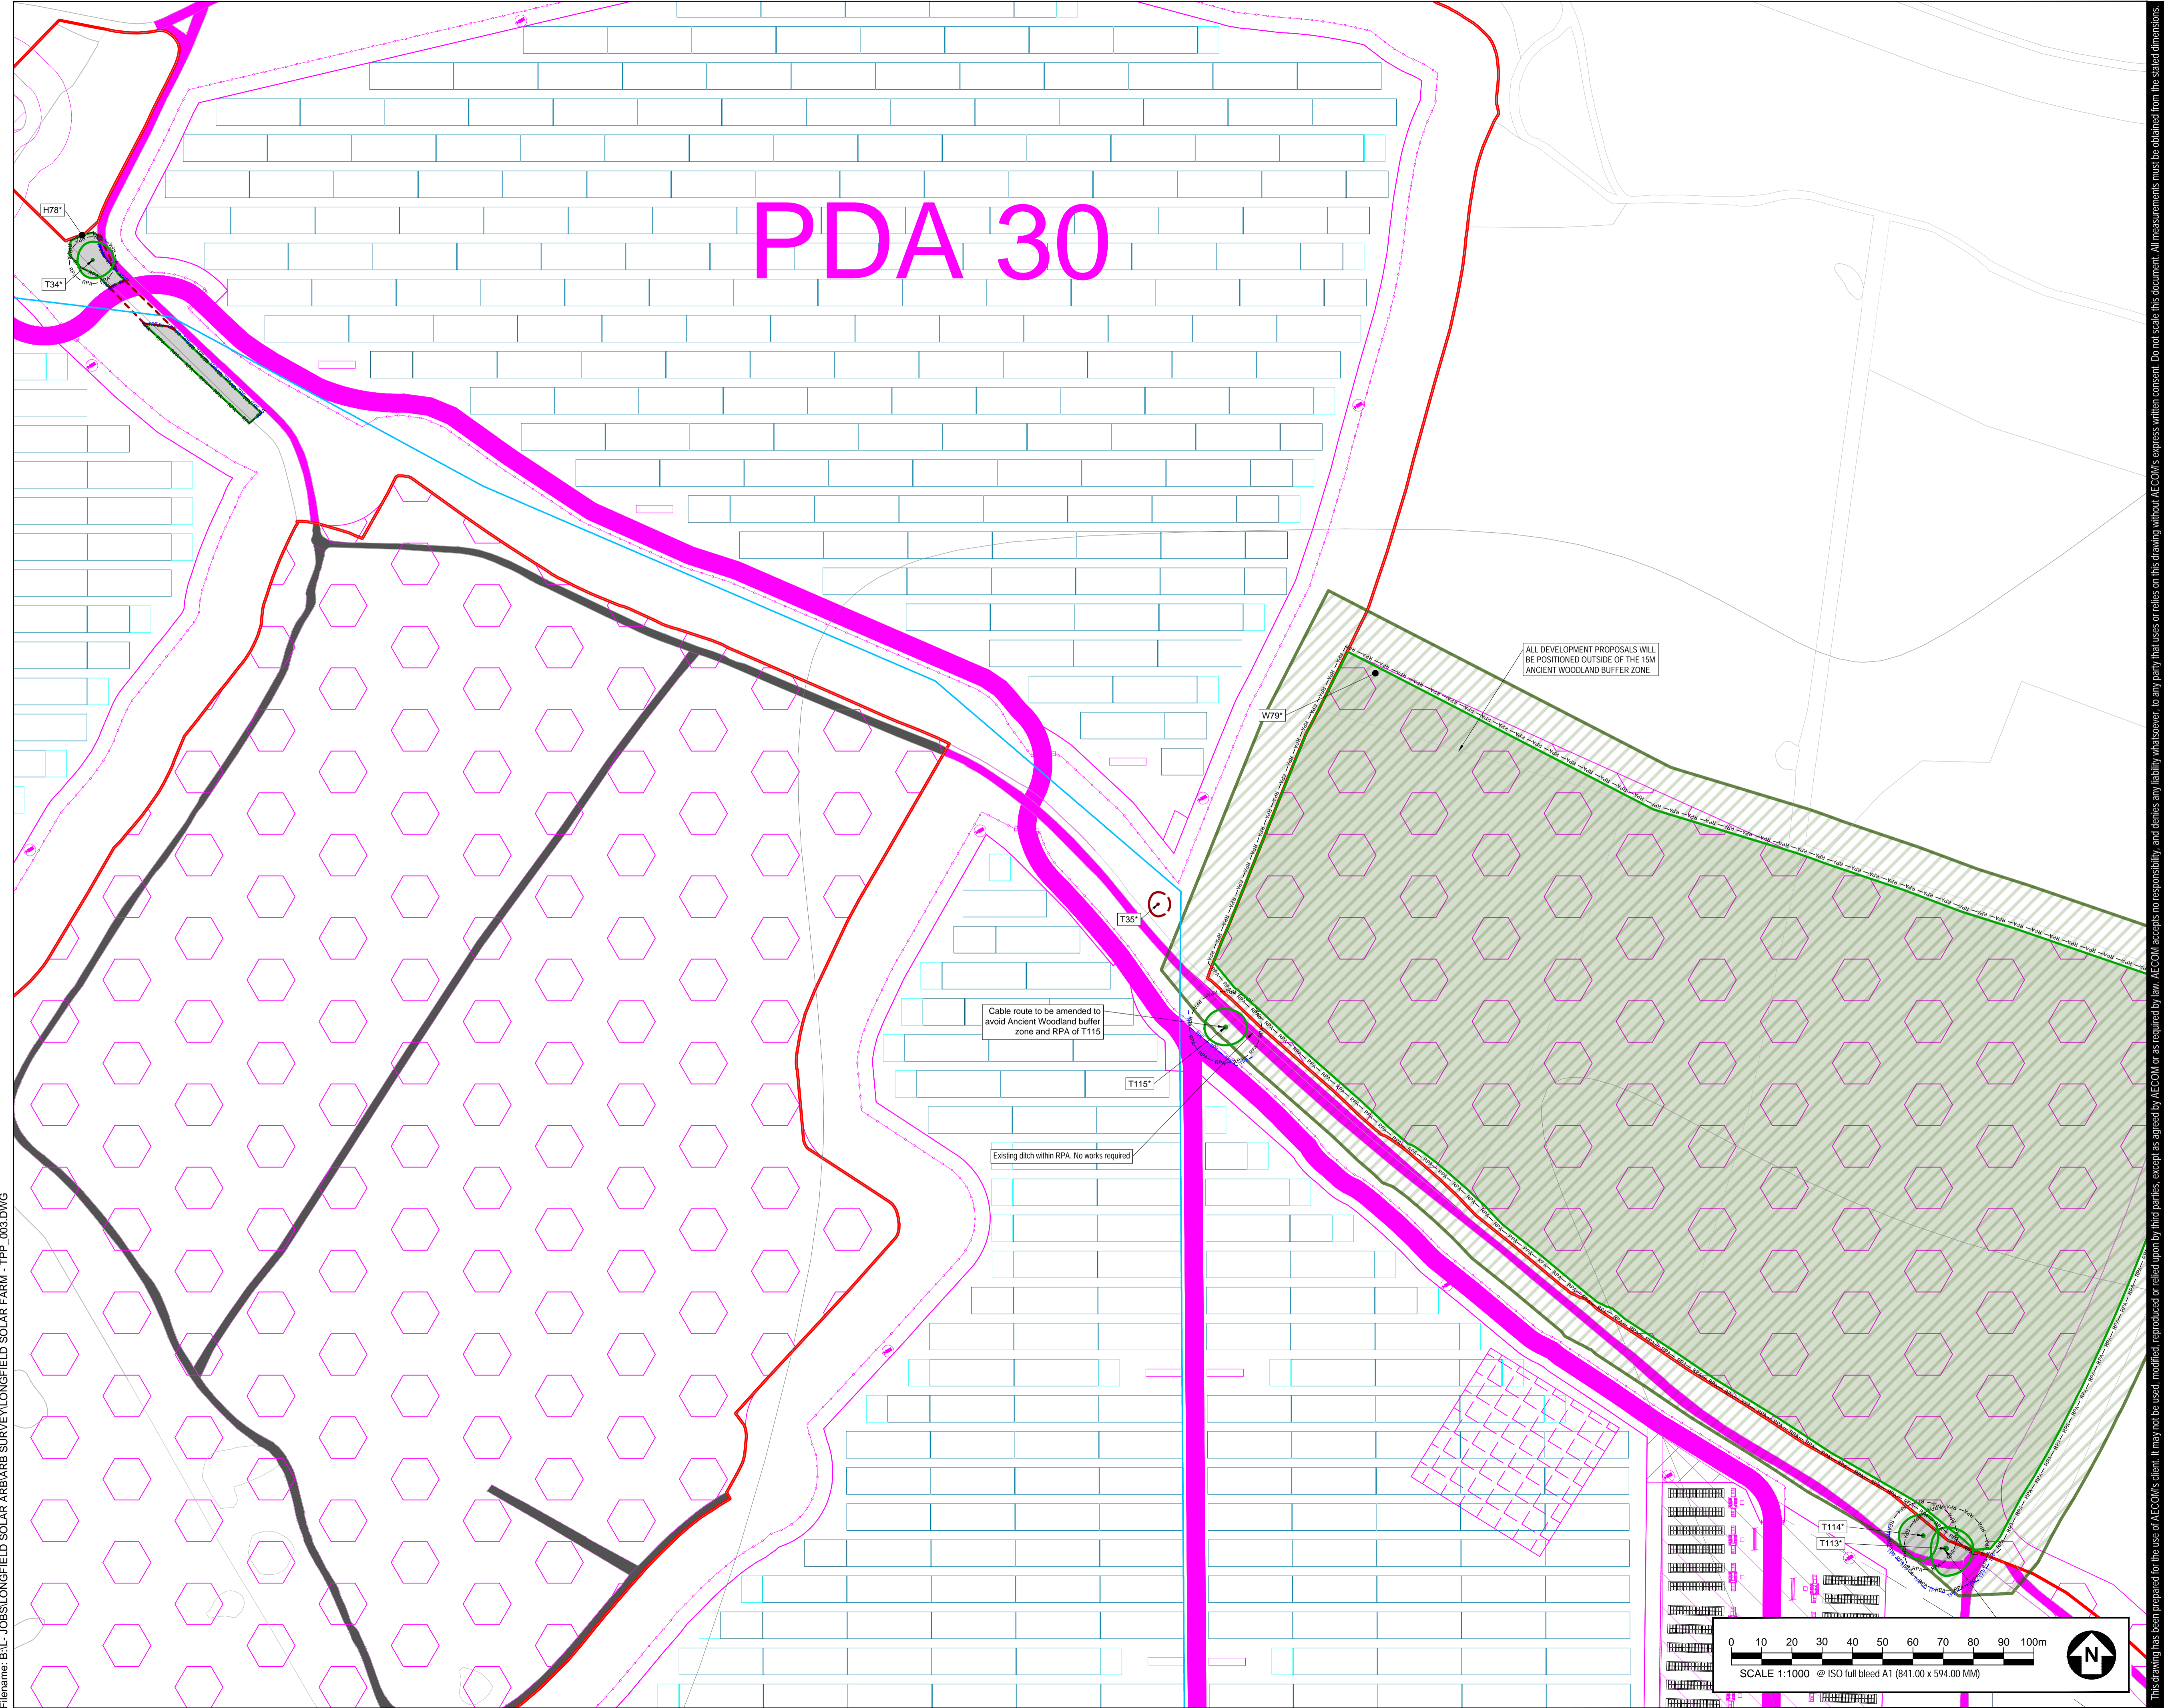 PDA 30
H78*
T34*
ALL DEVELOPMENT PROPOSALS WILL
BE POSITIONED OUTSIDE OF THE 15M
ANCIENT WOODLAND BUFFER ZONE
W79*
T35*
Cable route to be amended to
avoid Ancient Woodland buffer
zone and RPA of T115
T115*
Existing ditch within RPA. No works required
T114*
T113*
0 10 20 30 40 50 60 70 80 90 100m
SCALE 1:1000 @ ISO full bleed A1 (841.00 x 594.00 MM)
N
Filename: B:\L- JOBS\LONGFIELD SOLAR ARB\ARB SURVEY\LONGFIELD SOLAR FARM - TPP_003.DWG
This drawing has been prepared for the use of AECOM's client. It may not be used, modified, reproduced or relied upon by third parties, except as agreed by AECOM or as required by law. AECOM accepts no responsibility, and denies any liability whatsoever, to any party that uses or relies on this drawing without AECOM's express written consent. Do not scale this document. All measurements must be obtained from the stated dimensions.